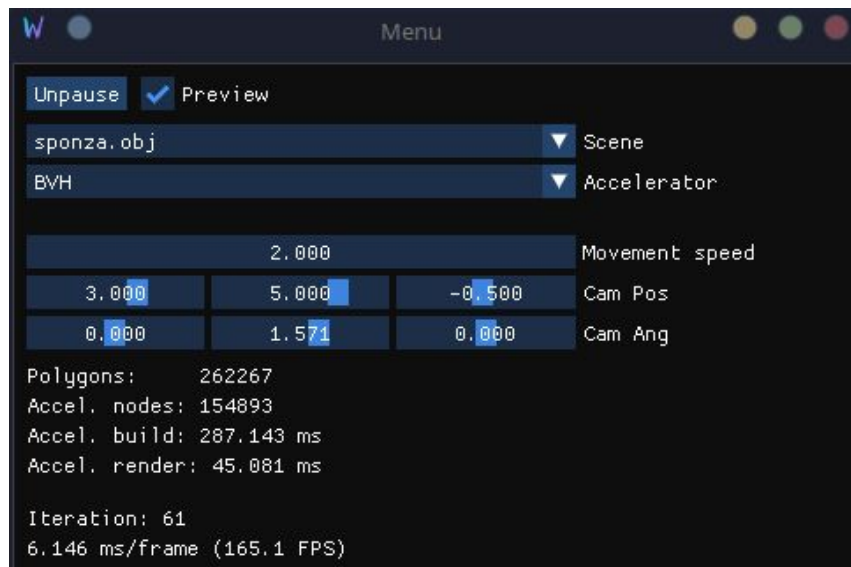 Menu
Unpause Preview
sponza.obj Scene
BVH Accelerator
2.000 Movement speed
3.000 5.000 -0.500 Cam Pos
0.000 1.571 0.000 Cam Ang
Polygons: 262267
Accel. nodes: 154893
Accel. build: 287.143 ms
Accel. render: 45.081 ms
Iteration: 61
6.146 ms/frame (165.1 FPS)